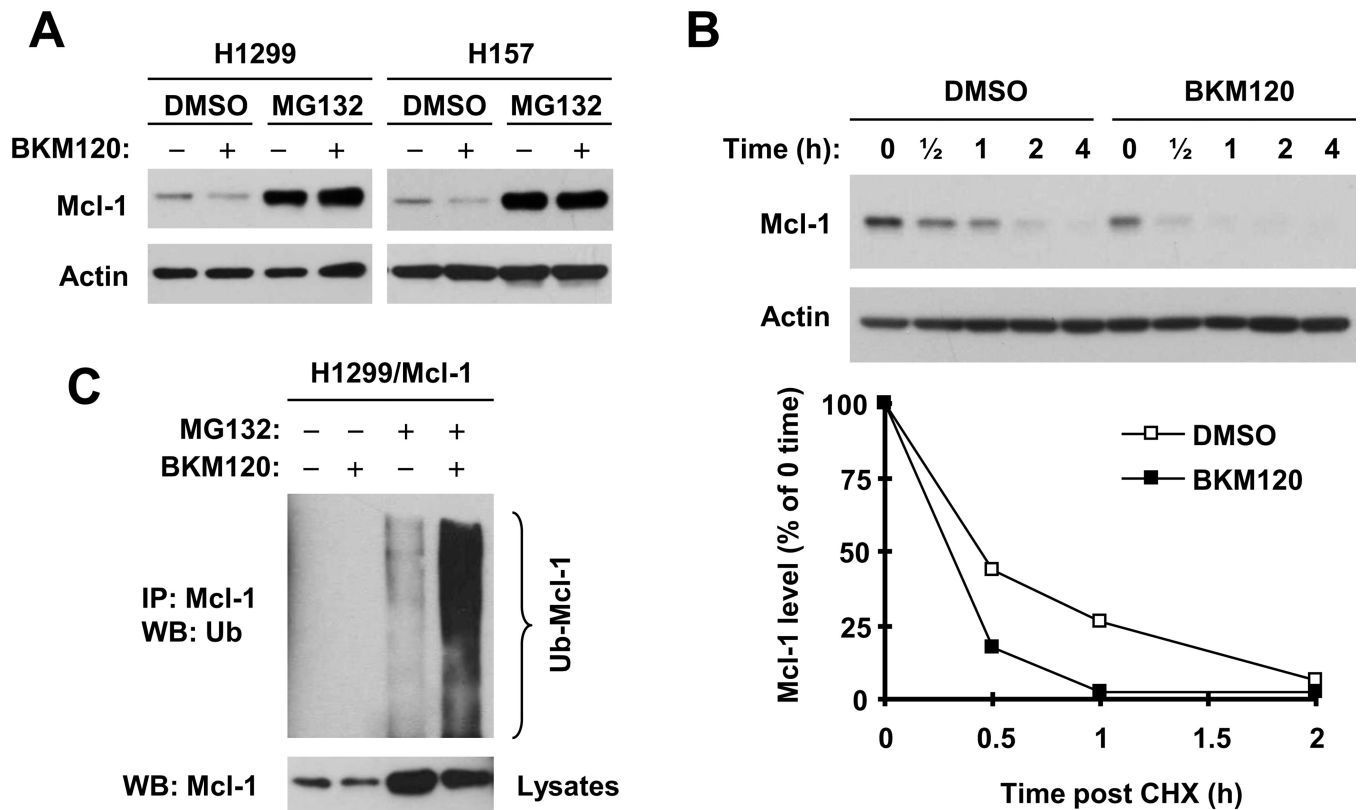 A
H1299 H157
DMSO MG132 DMSO MG132
BKM120: – + – + – + – +
Mcl-1
Actin
B
DMSO BKM120
Time (h): 0 ½ 1 2 4 0 ½ 1 2 4
Mcl-1
Actin
Mcl-1 level (% of 0 time)
100
75
50
25
0
DMSO
BKM120
0 0.5 1 1.5 2
Time post CHX (h)
C
H1299/Mcl-1
MG132: – – + +
BKM120: – + – +
IP: Mcl-1
WB: Ub
Ub-Mcl-1
WB: Mcl-1 Lysates